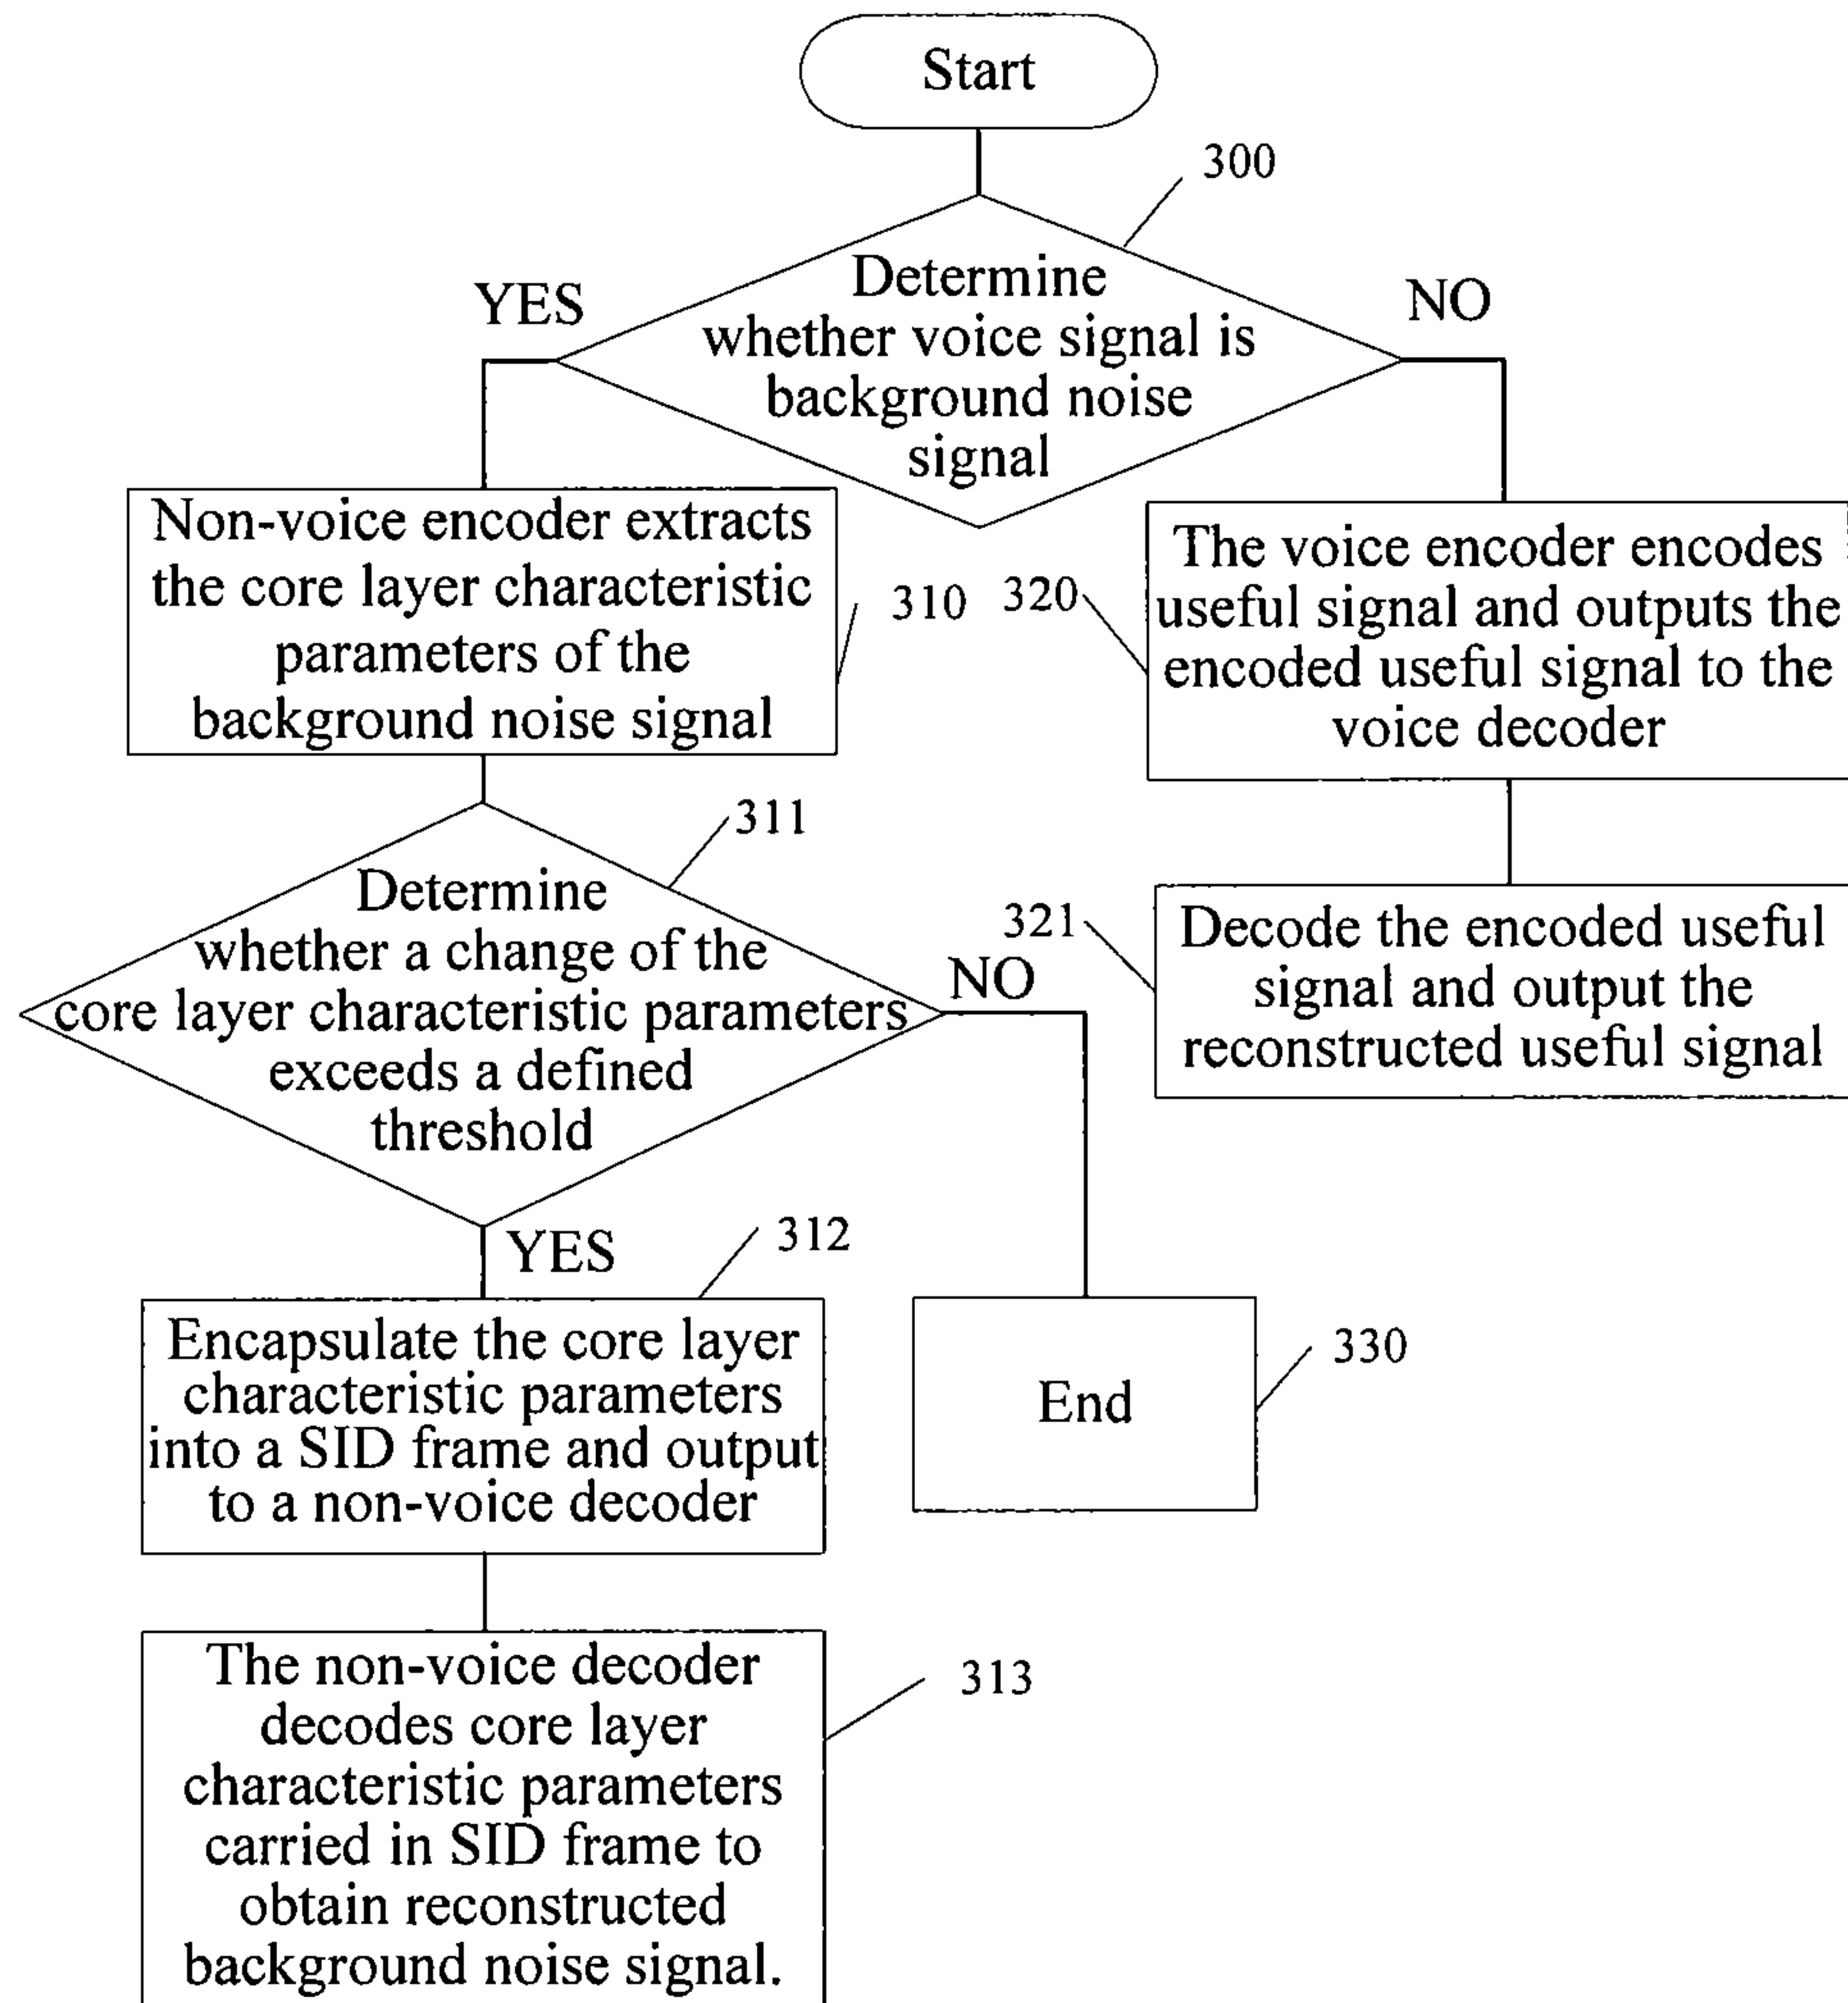 Start
300
Determine
whether voice signal is
background noise
signal
YES
NO
Non-voice encoder extracts
the core layer characteristic
parameters of the
background noise signal
310
320
The voice encoder encodes
useful signal and outputs the
encoded useful signal to the
voice decoder
311
Determine
whether a change of the
core layer characteristic parameters
exceeds a defined
threshold
NO
321
Decode the encoded useful
signal and output the
reconstructed useful signal
YES
312
Encapsulate the core layer
characteristic parameters
into a SID frame and output
to a non-voice decoder
End
330
The non-voice decoder
decodes core layer
characteristic parameters
carried in SID frame to
obtain reconstructed
background noise signal.
313